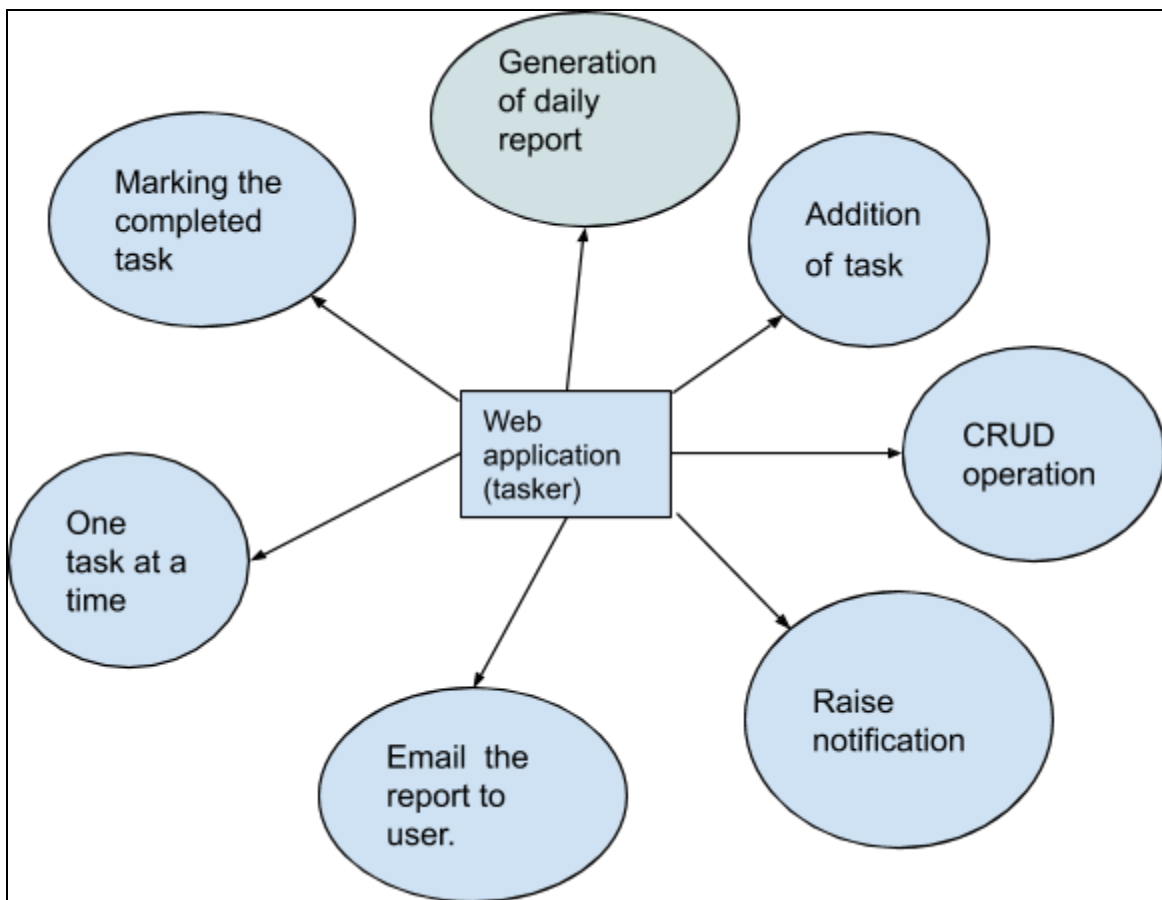 Generation
of daily
report
Marking the
completed
task
Addition
of task
Web
application
(tasker)
CRUD
operation
One
task at a
time
Raise
notification
Email the
report to
user.